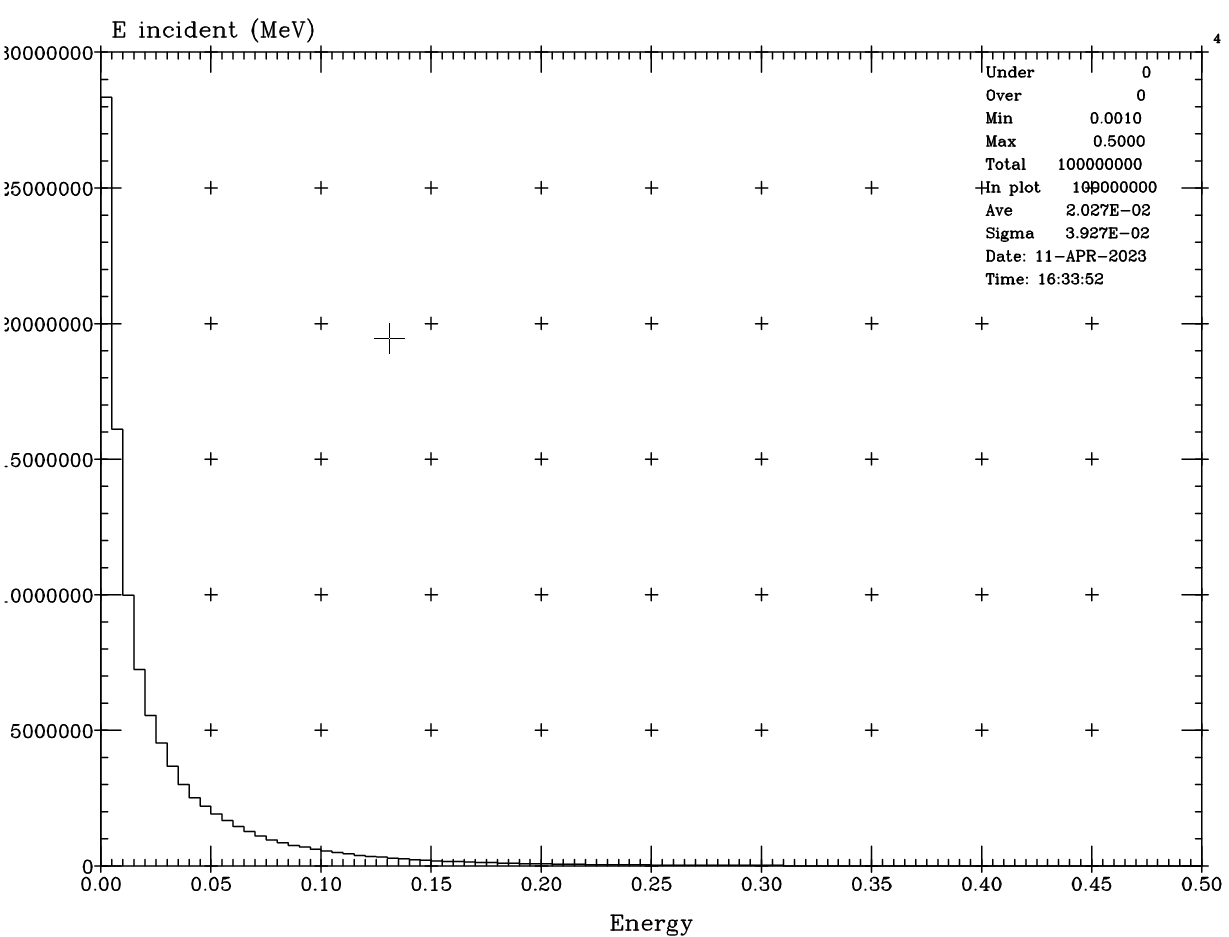 E incident (MeV)
4
30000000
25000000
20000000
15000000
10000000
5000000
0
Under 0
Over 0
Min 0.0010
Max 0.5000
Total 100000000
In plot 100000000
Ave 2.027E-02
Sigma 3.927E-02
Date: 11-APR-2023
Time: 16:33:52
0.00 0.05 0.10 0.15 0.20 0.25 0.30 0.35 0.40 0.45 0.50
Energy